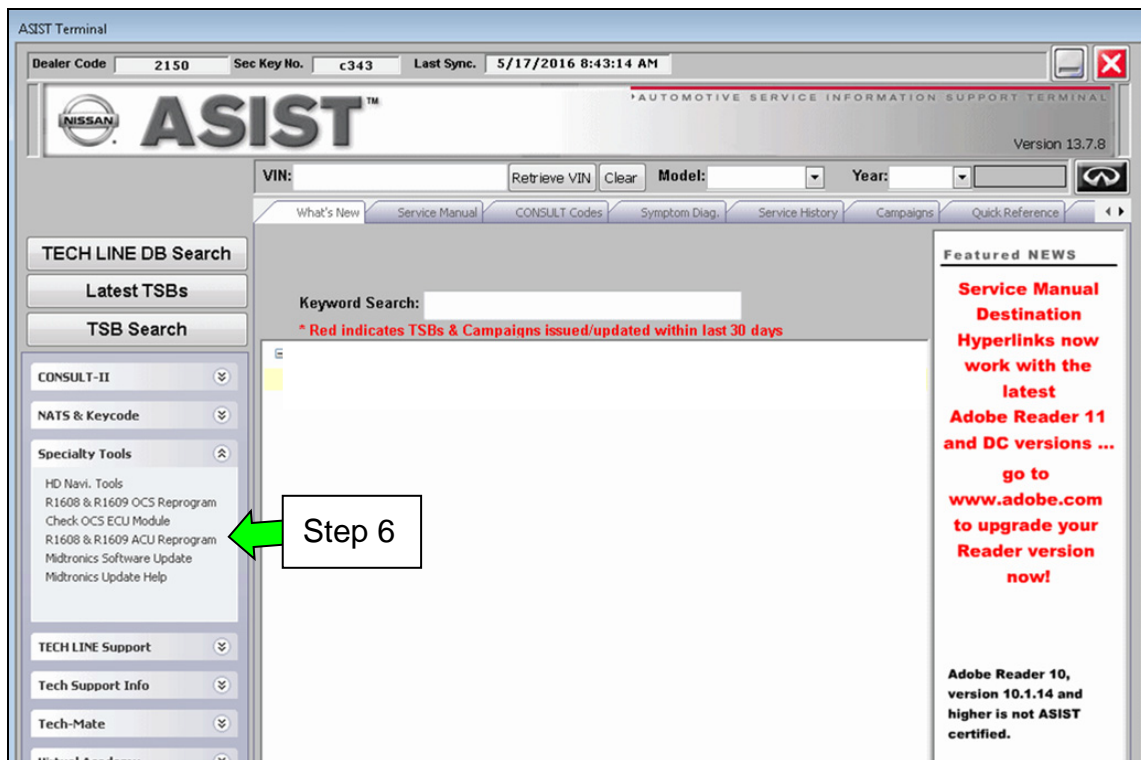 ASIST Terminal
Dealer Code 2150 Sec Key No. c343 Last Sync. 5/17/2016 8:43:14 AM
NISSAN ASIST™
AUTOMOTIVE SERVICE INFORMATION SUPPORT TERMINAL
Version 13.7.8
VIN: Retrieve VIN Clear Model: Year:
What's New Service Manual CONSULT Codes Symptom Diag. Service History Campaigns Quick Reference
TECH LINE DB Search
Latest TSBs
TSB Search
Keyword Search:
* Red indicates TSBs & Campaigns issued/updated within last 30 days
CONSULT-II
NATS & Keycode
Specialty Tools
HD Navi. Tools
R1608 & R1609 OCS Reprogram
Check OCS ECU Module
R1608 & R1609 ACU Reprogram
Midtronics Software Update
Midtronics Update Help
Step 6
TECH LINE Support
Tech Support Info
Tech-Mate
Virtual Academy
Featured NEWS
Service Manual
Destination
Hyperlinks now
work with the
latest
Adobe Reader 11
and DC versions ...
go to
www.adobe.com
to upgrade your
Reader version
now!
Adobe Reader 10,
version 10.1.14 and
higher is not ASIST
certified.